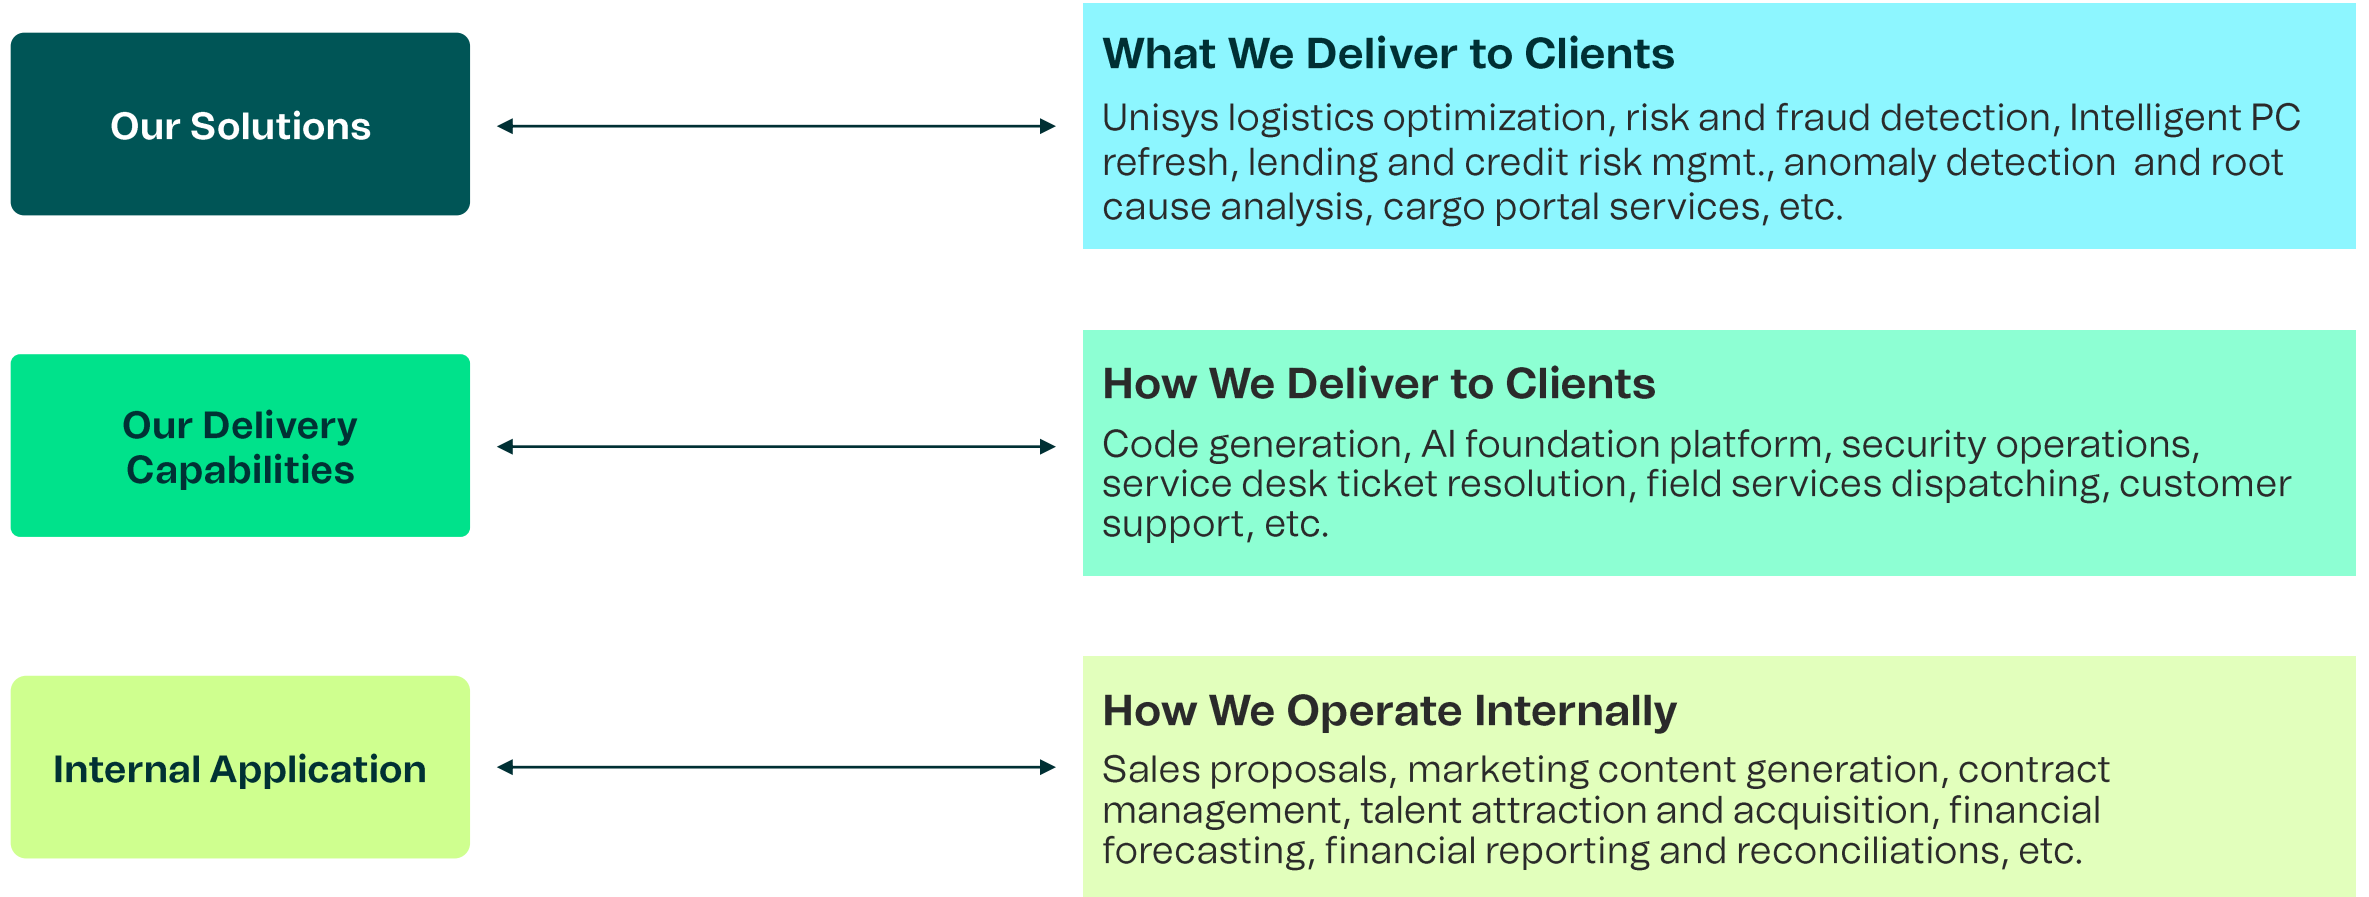 Our Solutions
What We Deliver to Clients
Unisys logistics optimization, risk and fraud detection, Intelligent PC
refresh, lending and credit risk mgmt., anomaly detection  and root
cause analysis, cargo portal services, etc.
Our Delivery
Capabilities
How We Deliver to Clients
Code generation, AI foundation platform, security operations,
service desk ticket resolution, field services dispatching, customer
support, etc.
Internal Application
How We Operate Internally
Sales proposals, marketing content generation, contract
management, talent attraction and acquisition, financial
forecasting, financial reporting and reconciliations, etc.